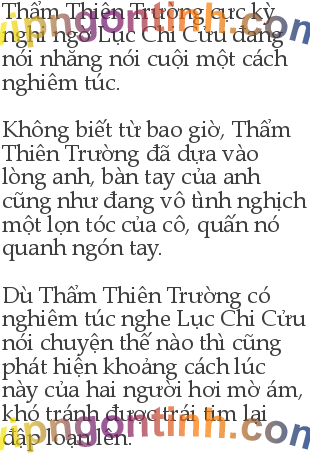 Thẩm Thiên Trường cực kỳ
nghi ngờ Lục Chi Cửu đang
nói nhăng nói cuội một cách
nghiêm túc.
Không biết từ bao giờ, Thẩm
Thiên Trường đã dựa vào
lòng anh, bàn tay của anh
cũng như đang vô tình nghịch
một lọn tóc của cô, quấn nó
quanh ngón tay.
Dù Thẩm Thiên Trường có
nghiêm túc nghe Lục Chi Cửu
nói chuyện thế nào thì cũng
phát hiện khoảng cách lúc
này của hai người hơi mờ ám,
khó tránh được trái tim lại
đập loạn lên.
vipngontinh.com
vipngontinh.com